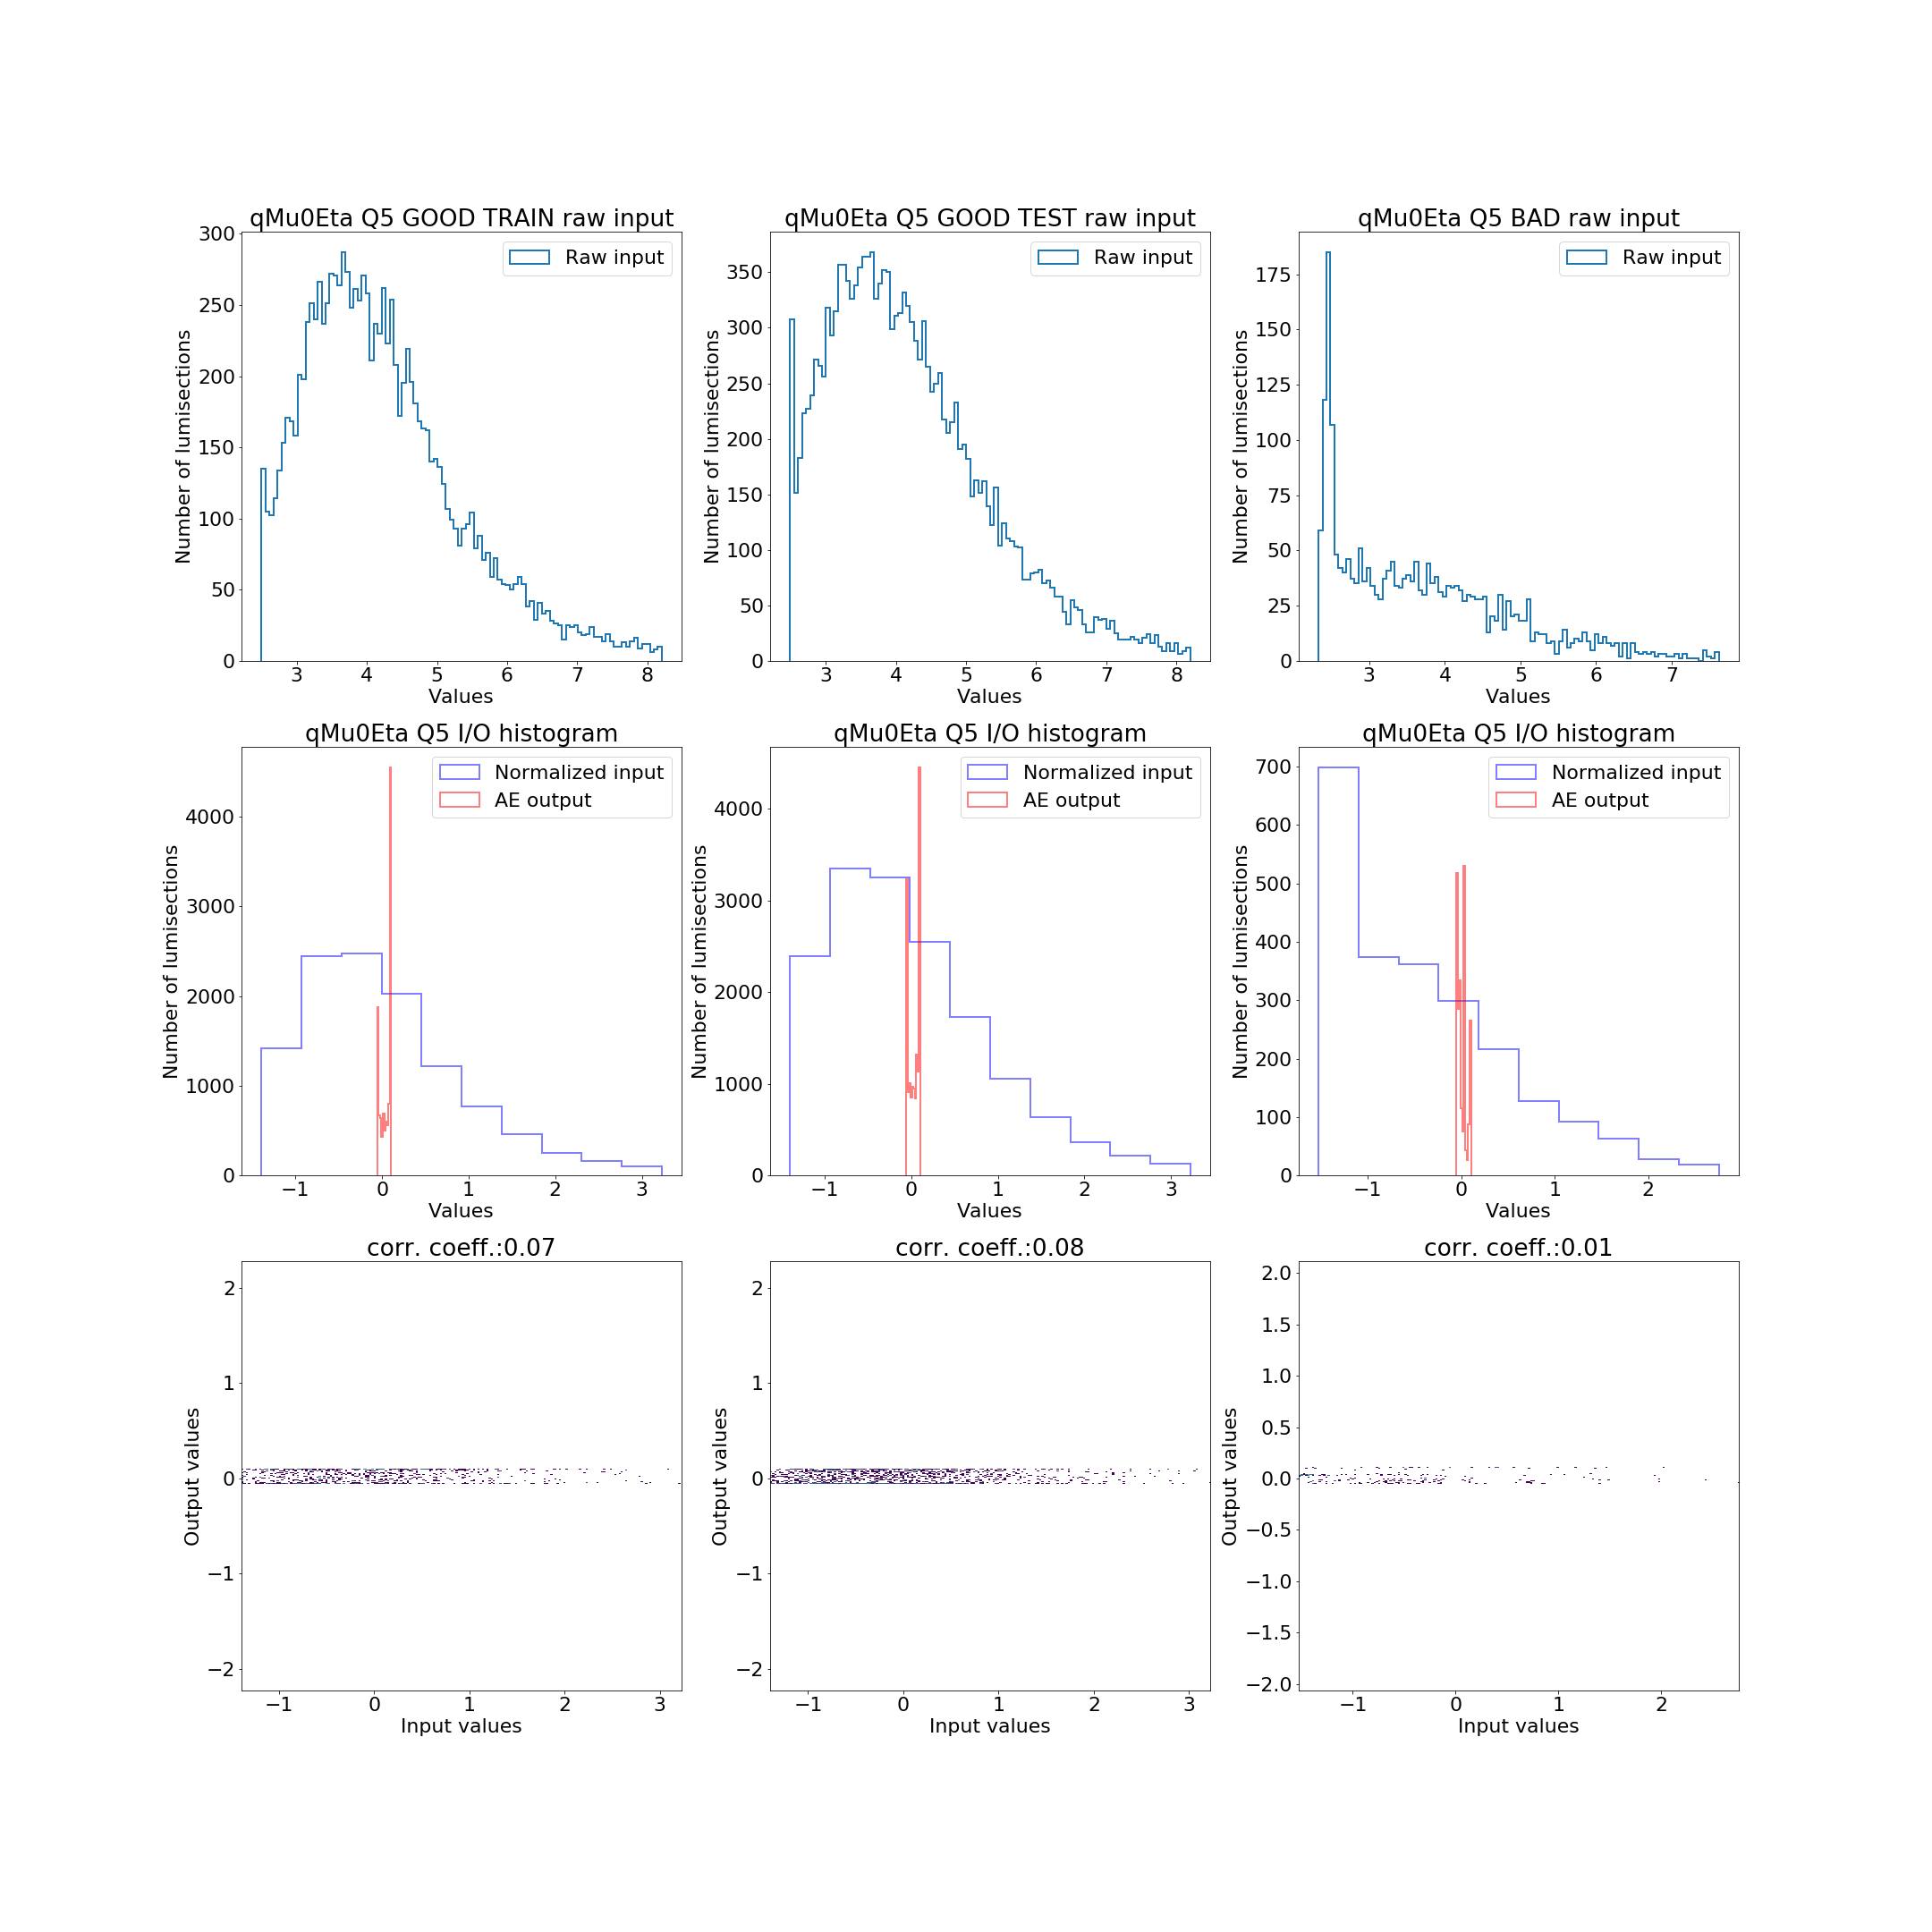 qMu0Eta Q5 GOOD TRAIN raw input
Raw input
Number of lumisections
0
50
100
150
200
250
300
3 4 5 6 7 8
Values
qMu0Eta Q5 GOOD TEST raw input
Raw input
Number of lumisections
0
50
100
150
200
250
300
350
3 4 5 6 7 8
Values
qMu0Eta Q5 BAD raw input
Raw input
Number of lumisections
0
25
50
75
100
125
150
175
3 4 5 6 7
Values
qMu0Eta Q5 I/O histogram
Normalized input
AE output
Number of lumisections
0
1000
2000
3000
4000
−1 0 1 2 3
Values
qMu0Eta Q5 I/O histogram
Normalized input
AE output
Number of lumisections
0
1000
2000
3000
4000
−1 0 1 2 3
Values
qMu0Eta Q5 I/O histogram
Normalized input
AE output
Number of lumisections
0
100
200
300
400
500
600
700
−1 0 1 2
Values
corr. coeff.:0.07
Output values
−2
−1
0
1
2
−1 0 1 2 3
Input values
corr. coeff.:0.08
Output values
−2
−1
0
1
2
−1 0 1 2 3
Input values
corr. coeff.:0.01
Output values
−2.0
−1.5
−1.0
−0.5
0.0
0.5
1.0
1.5
2.0
−1 0 1 2
Input values